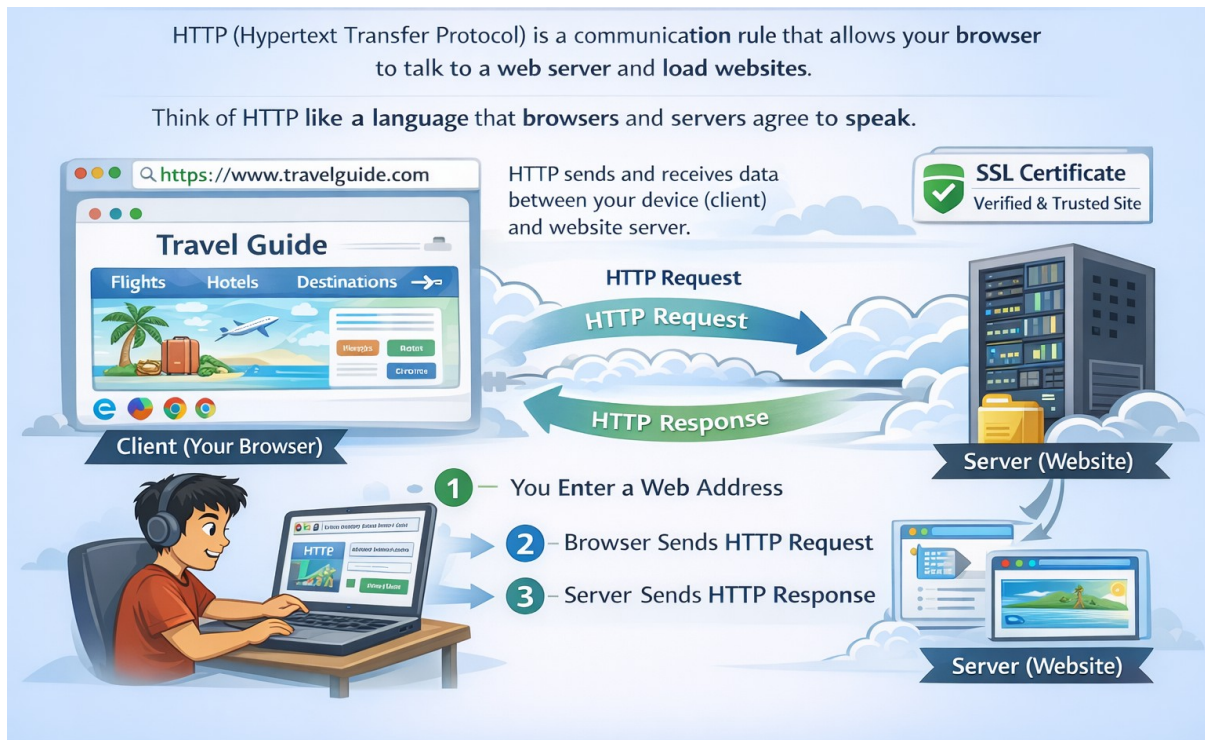 HTTP (Hypertext Transfer Protocol) is a communication rule that allows your browser
to talk to a web server and load websites.
Think of HTTP like a language that browsers and servers agree to speak.
https://www.travelguide.com
Travel Guide
Flights Hotels Destinations
HTTP sends and receives data
between your device (client)
and website server.
SSL Certificate
Verified & Trusted Site
HTTP Request
HTTP Request
HTTP Response
Client (Your Browser)
Server (Website)
1 You Enter a Web Address
2 Browser Sends HTTP Request
3 Server Sends HTTP Response
HTTP
Server (Website)